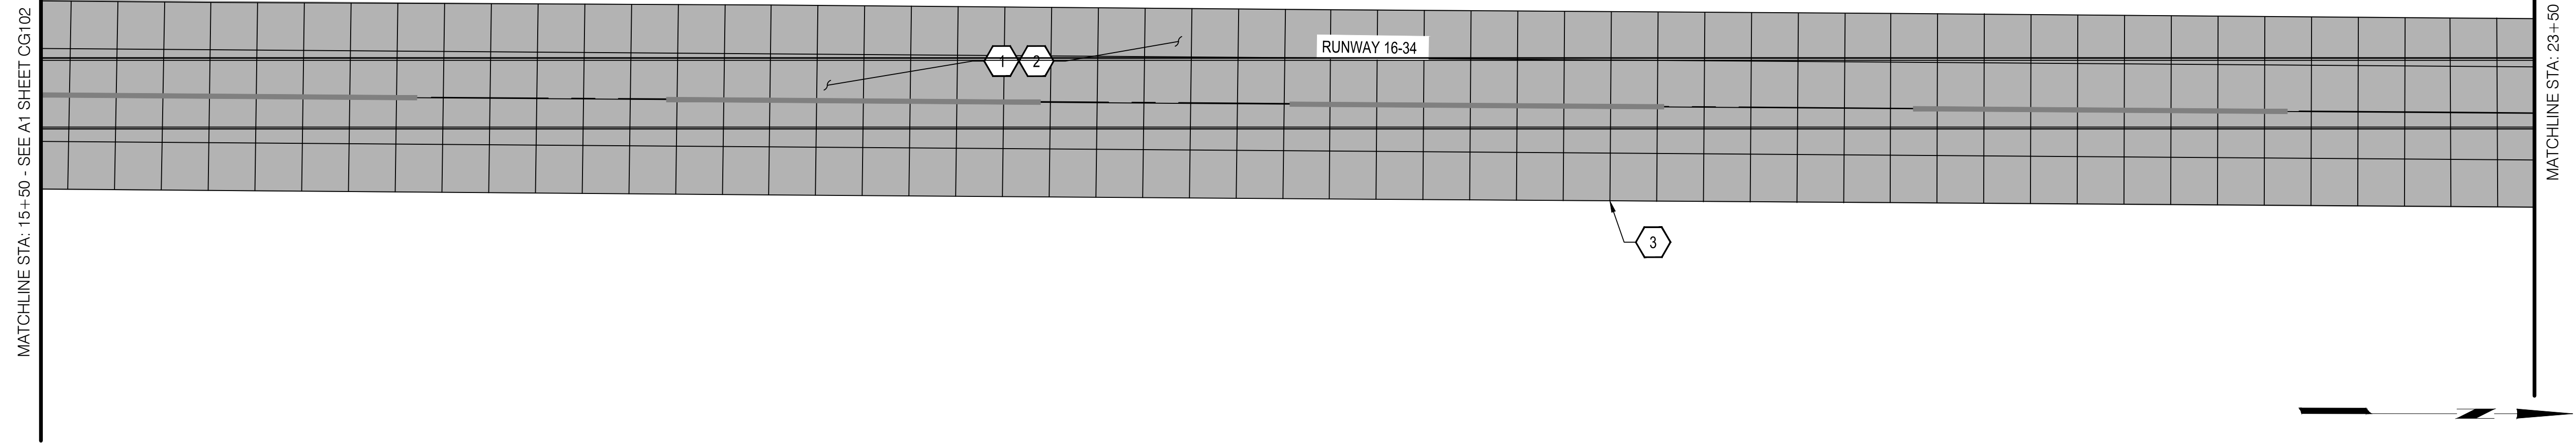 MATCHLINE STA: 15+50 - SEE A1 SHEET CG102
1
2
RUNWAY 16-34
3
MATCHLINE STA: 23+50